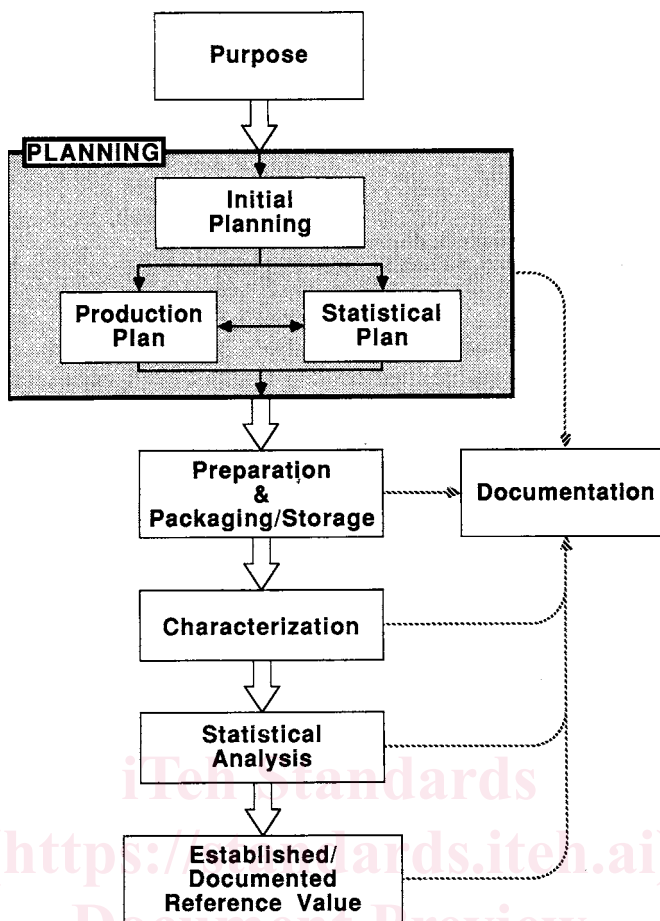 Purpose
PLANNING
Initial
Planning
Production
Plan
Statistical
Plan
Preparation
&
Packaging/Storage
Documentation
Characterization
Statistical
Analysis
iTeh Standards
Established/
Documented
Reference Value
(https://standards.iteh.ai)
Document Preview